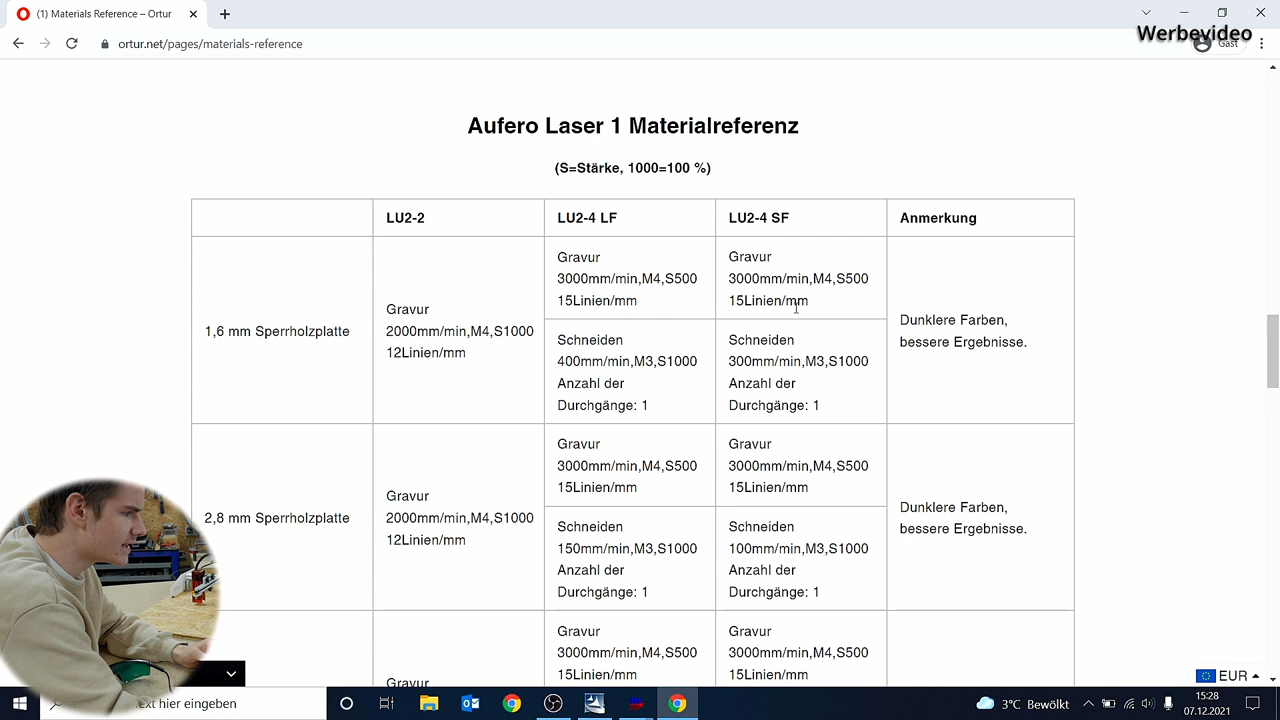 (1) Materials Reference – Ortur
ortur.net/pages/materials-reference
Werbevideo
Gast
Aufero Laser 1 Materialreferenz
(S=Stärke, 1000=100 %)
LU2-2
LU2-4 LF
LU2-4 SF
Anmerkung
1,6 mm Sperrholzplatte
Gravur
2000mm/min,M4,S1000
12Linien/mm
Gravur
3000mm/min,M4,S500
15Linien/mm
Schneiden
400mm/min,M3,S1000
Anzahl der
Durchgänge: 1
Gravur
3000mm/min,M4,S500
15Linien/mm
Schneiden
300mm/min,M3,S1000
Anzahl der
Durchgänge: 1
Dunklere Farben,
bessere Ergebnisse.
2,8 mm Sperrholzplatte
Gravur
2000mm/min,M4,S1000
12Linien/mm
Gravur
3000mm/min,M4,S500
15Linien/mm
Schneiden
150mm/min,M3,S1000
Anzahl der
Durchgänge: 1
Gravur
3000mm/min,M4,S500
15Linien/mm
Schneiden
100mm/min,M3,S1000
Anzahl der
Durchgänge: 1
Dunklere Farben,
bessere Ergebnisse.
Gravur
Gravur
3000mm/min,M4,S500
15Linien/mm
Gravur
3000mm/min,M4,S500
15Linien/mm
EUR
hier eingeben
3°C Bewölkt
15:28
07.12.2021